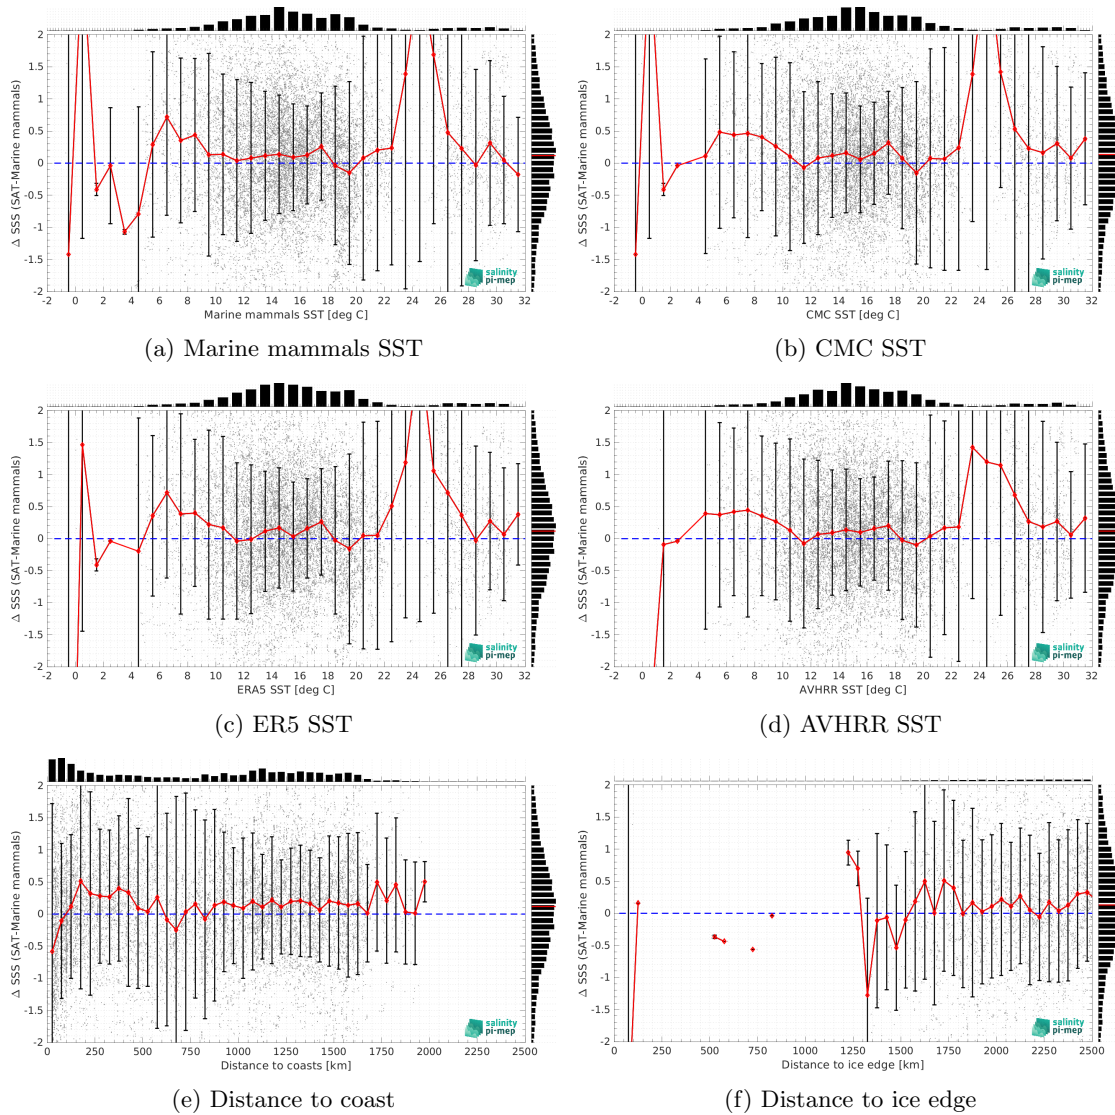 Δ SSS (SAT-Marine mammals)
2
1.5
1
0.5
0
-0.5
-1
-1.5
-2
-2 0 2 4 6 8 10 12 14 16 18 20 22 24 26 28 30 32
Marine mammals SST [deg C]
salinity
pi-mep
(a) Marine mammals SST
Δ SSS (SAT-Marine mammals)
2
1.5
1
0.5
0
-0.5
-1
-1.5
-2
-2 0 2 4 6 8 10 12 14 16 18 20 22 24 26 28 30 32
CMC SST [deg C]
salinity
pi-mep
(b) CMC SST
Δ SSS (SAT-Marine mammals)
2
1.5
1
0.5
0
-0.5
-1
-1.5
-2
-2 0 2 4 6 8 10 12 14 16 18 20 22 24 26 28 30 32
ERA5 SST [deg C]
salinity
pi-mep
(c) ER5 SST
Δ SSS (SAT-Marine mammals)
2
1.5
1
0.5
0
-0.5
-1
-1.5
-2
-2 0 2 4 6 8 10 12 14 16 18 20 22 24 26 28 30 32
AVHRR SST [deg C]
salinity
pi-mep
(d) AVHRR SST
Δ SSS (SAT-Marine mammals)
2
1.5
1
0.5
0
-0.5
-1
-1.5
-2
0 250 500 750 1000 1250 1500 1750 2000 2250 2500
Distance to coasts [km]
salinity
pi-mep
(e) Distance to coast
Δ SSS (SAT-Marine mammals)
2
1.5
1
0.5
0
-0.5
-1
-1.5
-2
0 250 500 750 1000 1250 1500 1750 2000 2250 2500
Distance to ice edge [km]
salinity
pi-mep
(f) Distance to ice edge